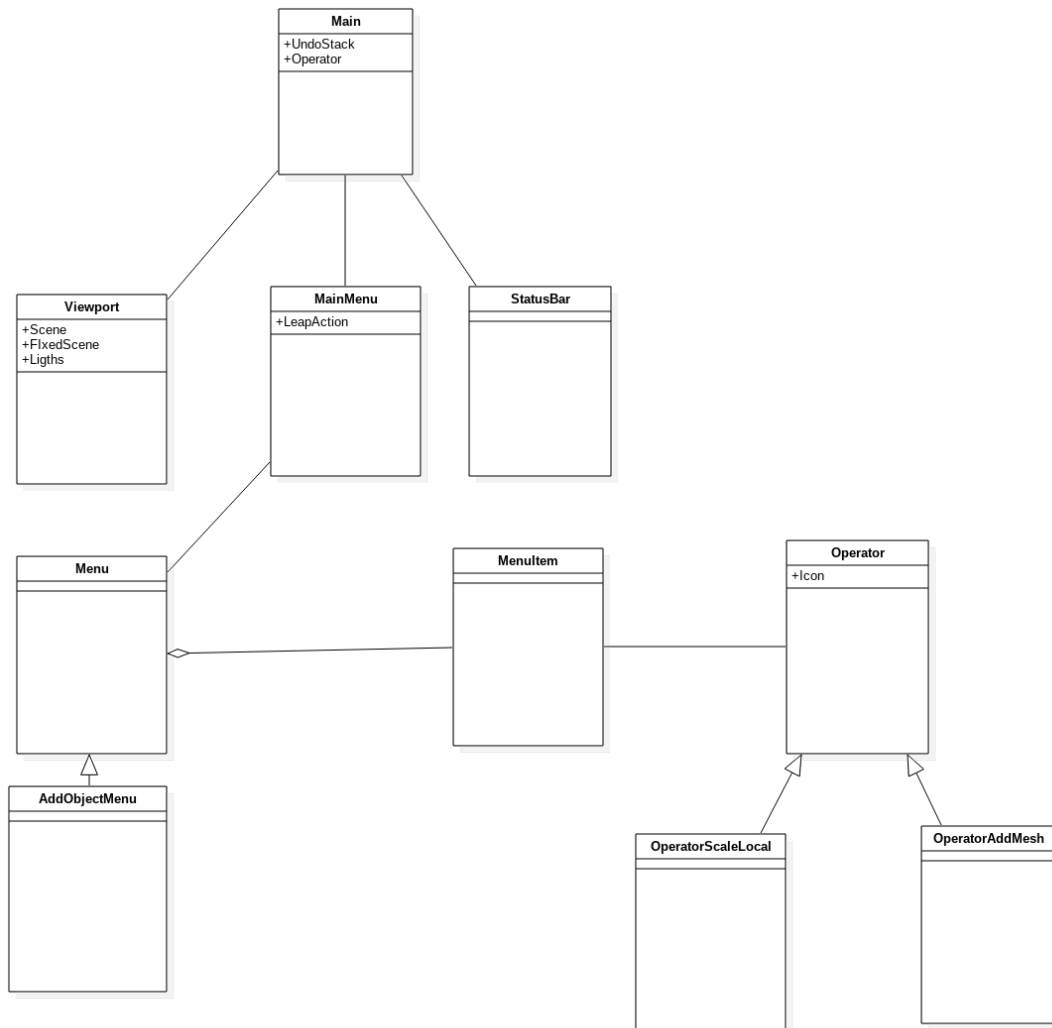 Main
+UndoStack
+Operator
Viewport
+Scene
+FIxedScene
+Ligths
MainMenu
+LeapAction
StatusBar
Menu
MenuItem
Operator
+Icon
AddObjectMenu
OperatorScaleLocal
OperatorAddMesh